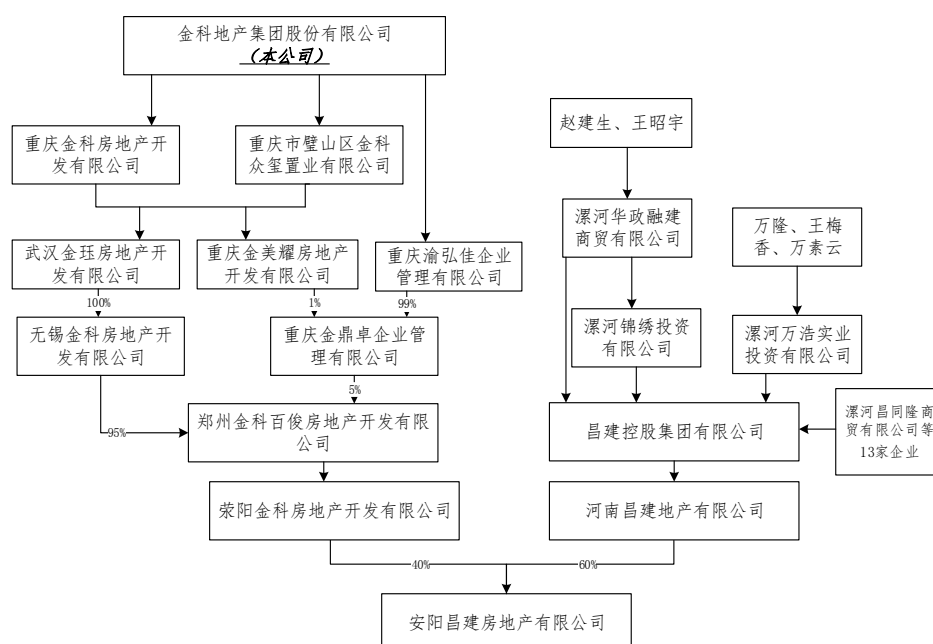 金科地产集团股份有限公司
（本公司）
重庆金科房地产开
发有限公司
重庆市璧山区金科
众玺置业有限公司
赵建生、王昭宇
武汉金珏房地产开
发有限公司
重庆金美耀房地产
开发有限公司
重庆渝弘佳企业
管理有限公司
漯河华政融建
商贸有限公司
万隆、王梅
香、万素云
100%
1%
99%
无锡金科房地产开
发有限公司
重庆金鼎卓企业管
理有限公司
漯河锦绣投资
有限公司
漯河万浩实业
投资有限公司
5%
95%
郑州金科百俊房地产开发有限
公司
昌建控股集团有限公司
漯河昌同隆商
贸有限公司等
13家企业
荥阳金科房地产开发有限公司
河南昌建地产有限公司
40%
60%
安阳昌建房地产有限公司